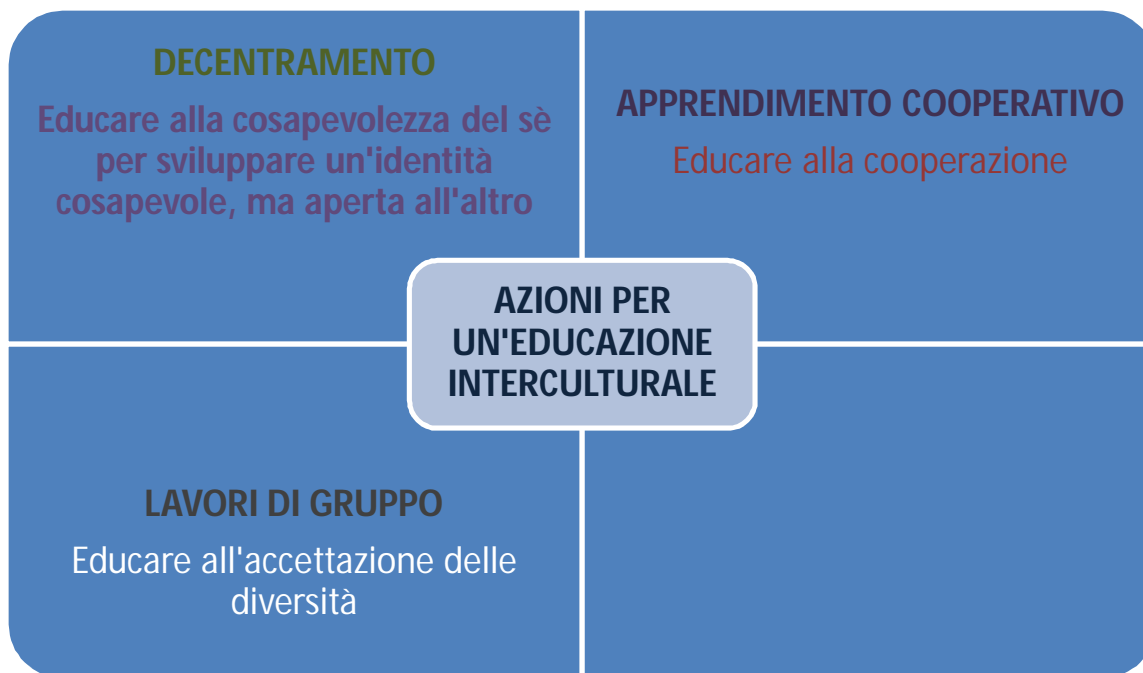 DECENTRAMENTO
Educare alla cosapevolezza del sè
per sviluppare un'identità
cosapevole, ma aperta all'altro
APPRENDIMENTO COOPERATIVO
Educare alla cooperazione
AZIONI PER
UN'EDUCAZIONE
INTERCULTURALE
LAVORI DI GRUPPO
Educare all'accettazione delle
diversità